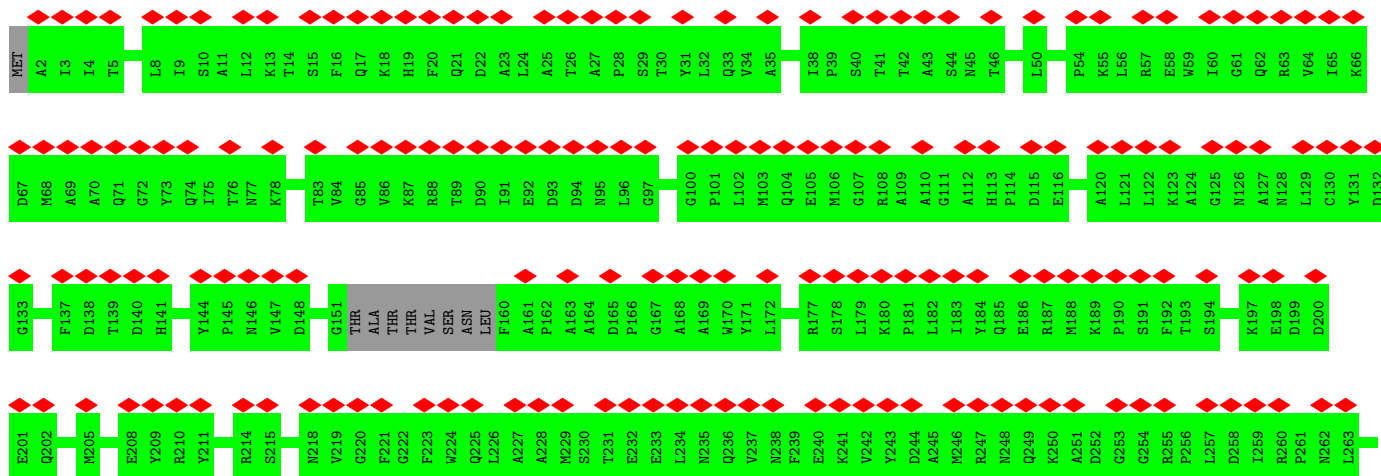 MET A2 I3 I4 T5 L8 I9 S10 A11 L12 K13 T14 S15 F16 Q17 K18 H19 F20 Q21 D22 A23 L24 A25 T26 A27 P28 S29 T30 Y31 L32 Q33 V34 A35 I38 P39 S40 T41 T42 A43 S44 N45 T46 L50 P54 K55 L56 R57 E58 W59 I60 G61 Q62 R63 V64 I65 K66
D67 M68 A69 A70 Q71 G72 Y73 Q74 I75 T76 N77 K78 T83 V84 G85 V86 K87 R88 T89 D90 I91 E92 D93 D94 N95 L96 G97 G100 P101 L102 M103 Q104 E105 M106 G107 R108 A109 A110 G111 A112 H113 P114 D115 E116 A120 L121 L122 K123 A124 G125 N126 A127 N128 L129 C130 Y131 D132
G133 F137 D138 T139 D140 H141 Y144 P145 N146 V147 D148 G151 THR ALA THR THR VAL SER ASN LEU F160 A161 P162 A163 A164 D165 P166 G167 A168 A169 W170 Y171 L172 R177 S178 L179 K180 P181 L182 I183 Y184 Q185 E186 R187 M188 K189 P190 S191 F192 T193 S194 K197 E198 D199 D200
E201 Q202 M205 E208 Y209 R210 Y211 R214 S215 N218 V219 G220 F221 G222 F223 W224 Q225 L226 A227 A228 M229 S230 T231 E232 E233 L234 N235 Q236 V237 N238 F239 E240 K241 V242 Y243 D244 A245 M246 R247 N248 Q249 K250 A251 D252 G253 G254 R255 P256 L257 D258 I259 R260 P261 N262 L263